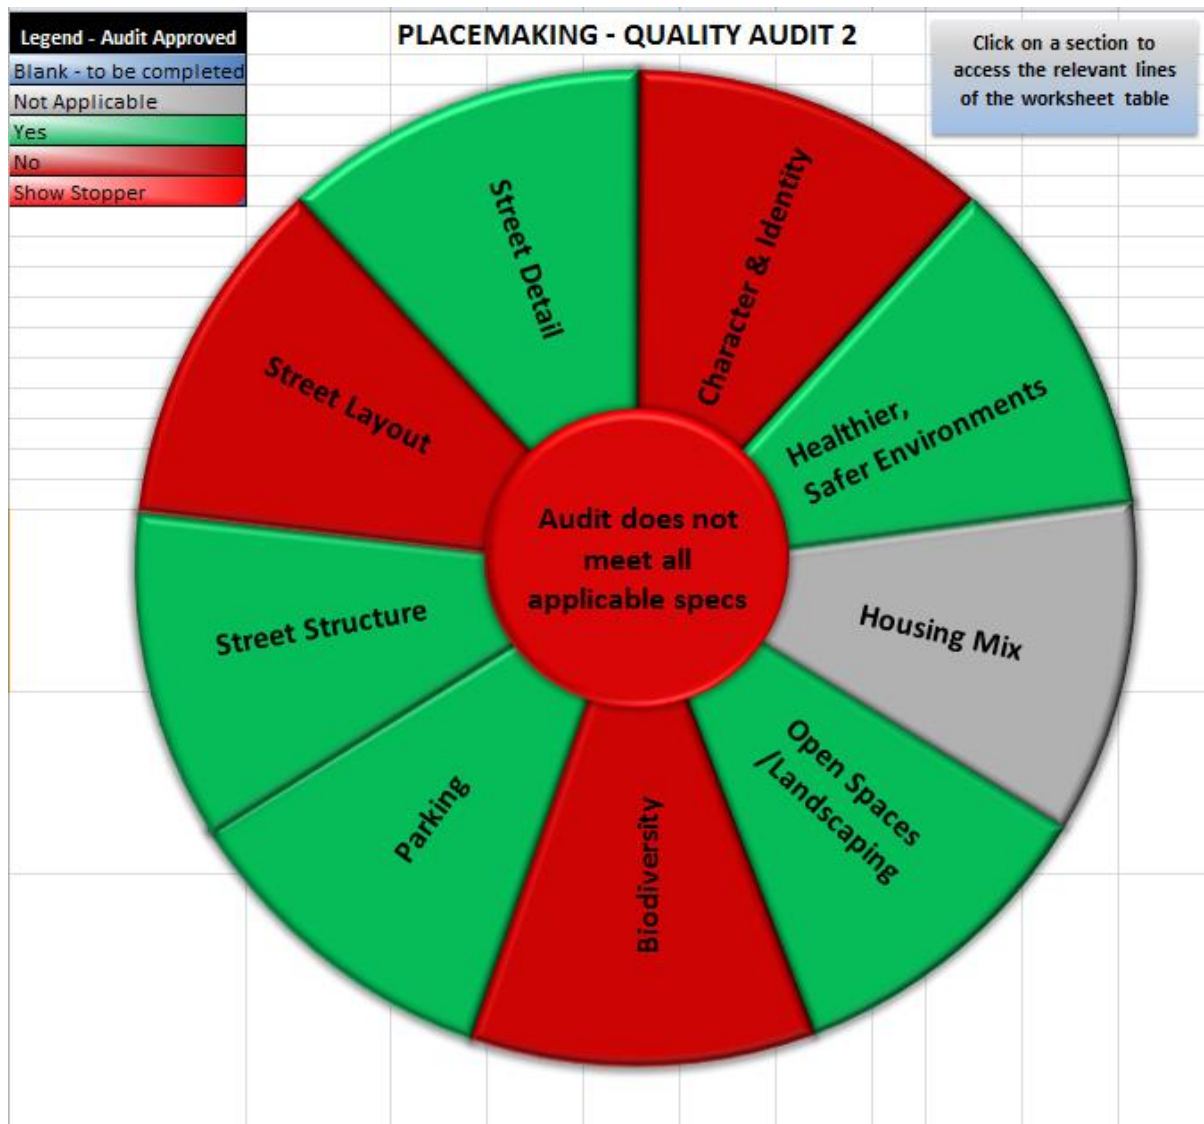 Legend - Audit Approved
Blank - to be completed
Not Applicable
Yes
No
Show Stopper
PLACEMAKING - QUALITY AUDIT 2
Click on a section to
access the relevant lines
of the worksheet table
Street Detail
Character & Identity
Healthier,
Safer Environments
Housing Mix
Open Spaces
/Landscaping
Biodiversity
Parking
Street Structure
Street Layout
Audit does not
meet all
applicable specs